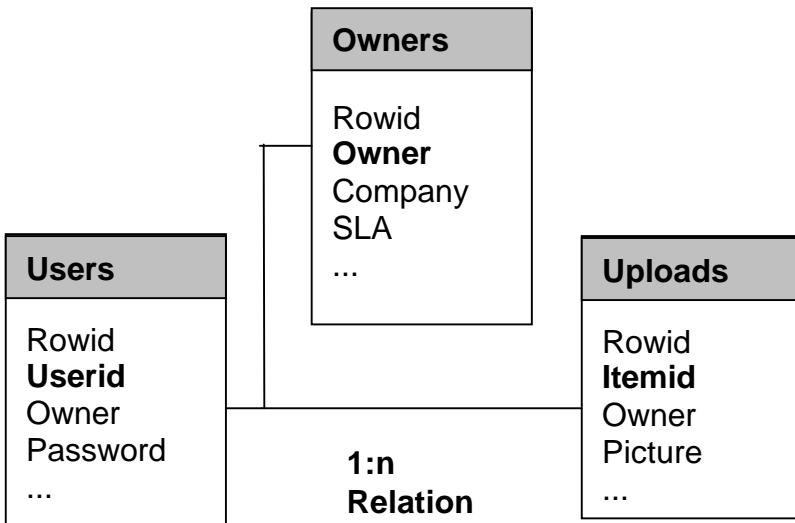 Owners
Rowid
Owner
Company
SLA
...
Users
Rowid
Userid
Owner
Password
...
Uploads
Rowid
Itemid
Owner
Picture
...
1:n
Relation